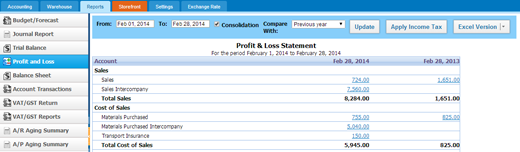 Accounting Warehouse Reports Storefront Settings Exchange Rate
Budget/Forecast
Journal Report
Trial Balance
Profit and Loss
Balance Sheet
Account Transactions
VAT/GST Return
VAT/GST Reports
A/R Aging Summary
A/P Aging Summary
From: Feb 01, 2014 To: Feb 28, 2014 Consolidation Compare With: Previous year Update Apply Income Tax Excel Version
Profit & Loss Statement
For the period February 1, 2014 to February 28, 2014
Account Feb 28, 2014 Feb 28, 2013
Sales
Sales 724.00 1,651.00
Sales Intercompany 7,560.00
Total Sales 8,284.00 1,651.00
Cost of Sales
Materials Purchased 755.00 825.00
Materials Purchased Intercompany 5,040.00
Transport Insurance 150.00
Total Cost of Sales 5,945.00 825.00